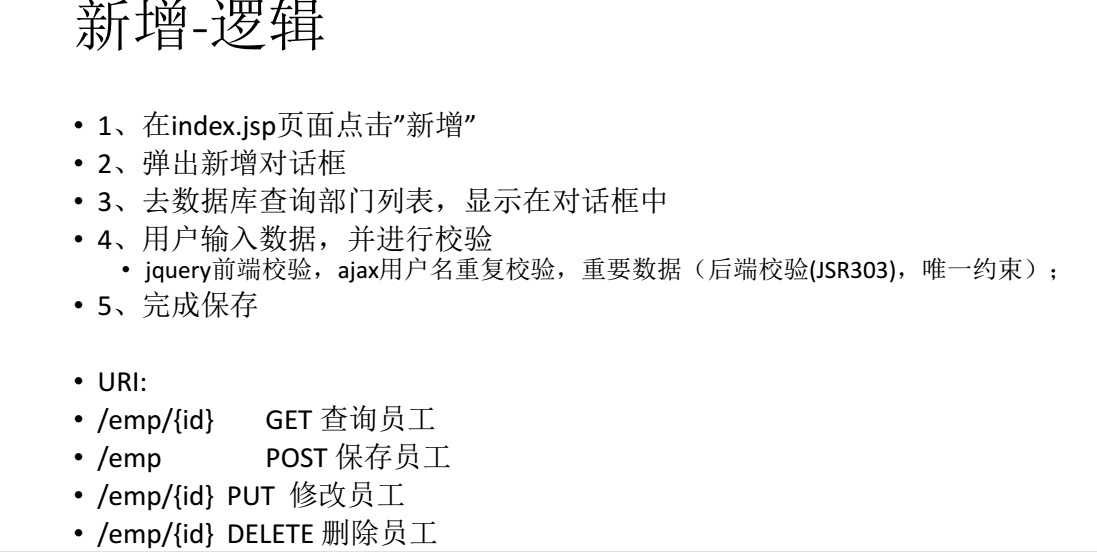 新增-逻辑
• 1、在index.jsp页面点击”新增”
• 2、弹出新增对话框
• 3、去数据库查询部门列表，显示在对话框中
• 4、用户输入数据，并进行校验
• jquery前端校验，ajax用户名重复校验，重要数据（后端校验(JSR303)，唯一约束）；
• 5、完成保存
• URI:
• /emp/{id} GET 查询员工
• /emp POST 保存员工
• /emp/{id} PUT 修改员工
• /emp/{id} DELETE 删除员工